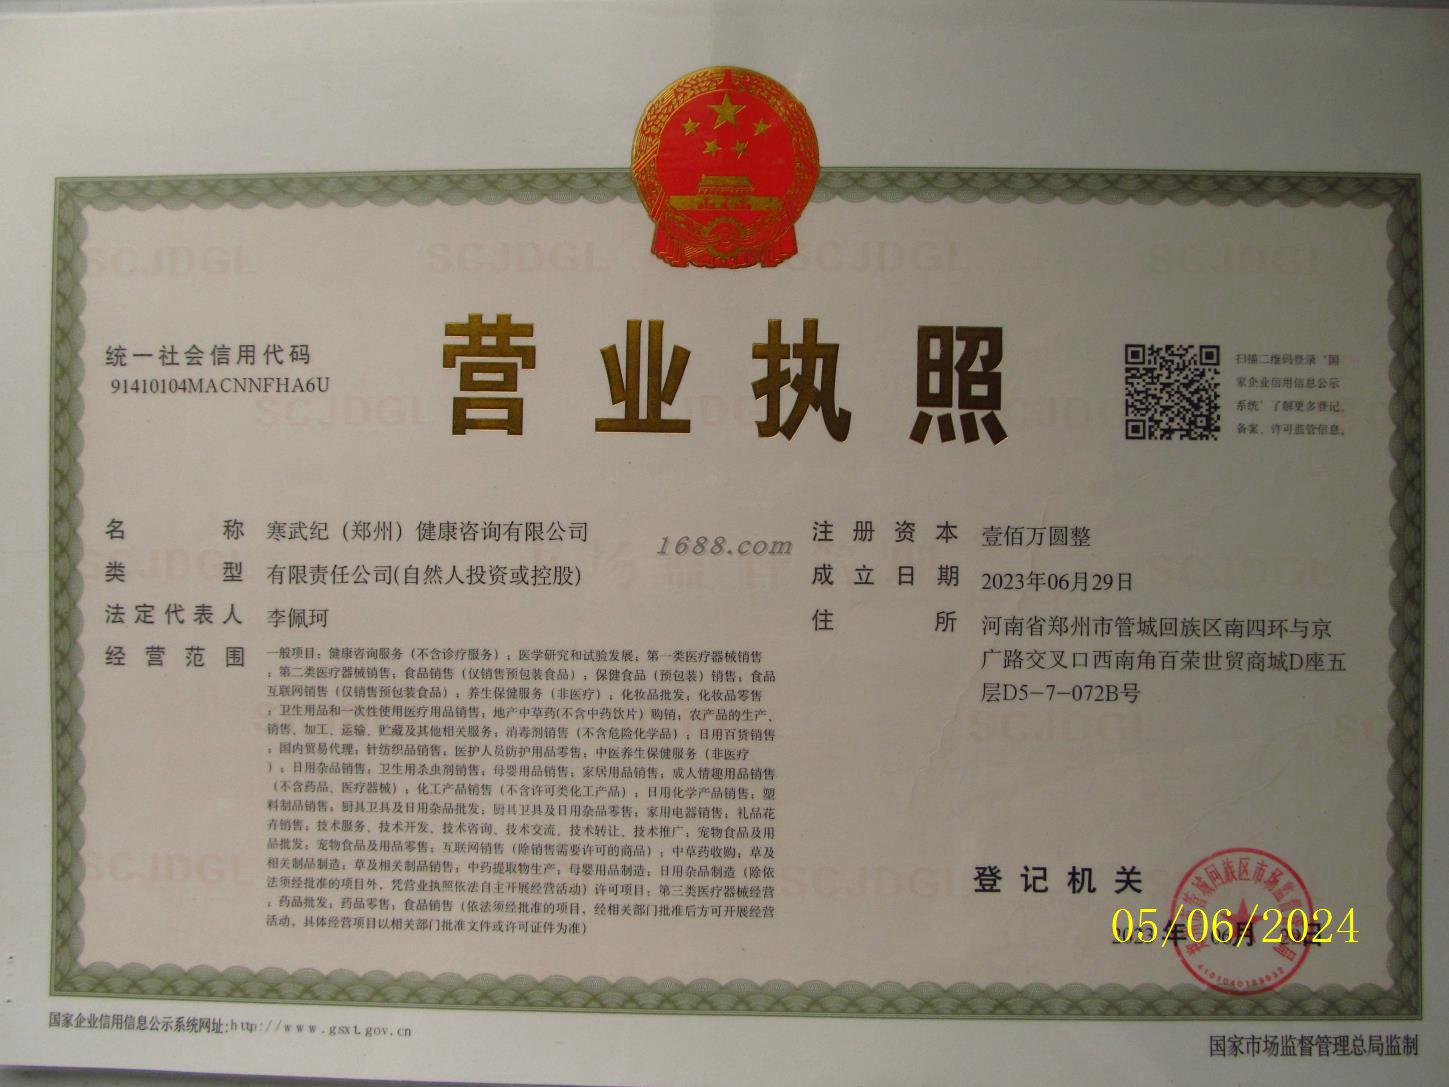 统一社会信用代码
91410104MACNNFHA6U
营业执照
扫描二维码登录“国
家企业信用信息公示
系统”了解更多登记、
备案、许可监管信息。
名 称 寒武纪（郑州）健康咨询有限公司
类 型 有限责任公司(自然人投资或控股)
法定代表人 李佩珂
经营范围 一般项目：健康咨询服务（不含诊疗服务）；医学研究和试验发展；第一类医疗器械销售
；第二类医疗器械销售；食品销售（仅销售预包装食品）；保健食品（预包装）销售；食品
互联网销售（仅销售预包装食品）；养生保健服务（非医疗）；化妆品批发；化妆品零售
；卫生用品和一次性使用医疗用品销售；地产中草药(不含中药饮片）购销；农产品的生产、
销售、加工、运输、贮藏及其他相关服务；消毒剂销售（不含危险化学品）；日用百货销售
；国内贸易代理；针纺织品销售；医护人员防护用品零售；中医养生保健服务（非医疗
）；日用杂品销售；卫生用杀虫剂销售；母婴用品销售；家居用品销售；成人情趣用品销售
（不含药品、医疗器械）；化工产品销售（不含许可类化工产品）；日用化学产品销售；塑
料制品销售；厨具卫具及日用杂品批发；厨具卫具及日用杂品零售；家用电器销售；礼品花
卉销售；技术服务、技术开发、技术咨询、技术交流、技术转让、技术推广；宠物食品及用
品批发；宠物食品及用品零售；互联网销售（除销售需要许可的商品）；中草药收购；草及
相关制品制造；草及相关制品销售；中药提取物生产；母婴用品制造；日用杂品制造（除依
法须经批准的项目外，凭营业执照依法自主开展经营活动）许可项目：第三类医疗器械经营
；药品批发；药品零售；食品销售（依法须经批准的项目，经相关部门批准后方可开展经营
活动，具体经营项目以相关部门批准文件或许可证件为准）
1688.com
注册资本 壹佰万圆整
成立日期 2023年06月29日
住 所 河南省郑州市管城回族区南四环与京
广路交叉口西南角百荣世贸商城D座五
层D5-7-072B号
登记机关
2023年06月29日
05/06/2024
国家企业信用信息公示系统网址:http://www.gsxt.gov.cn
国家市场监督管理总局监制